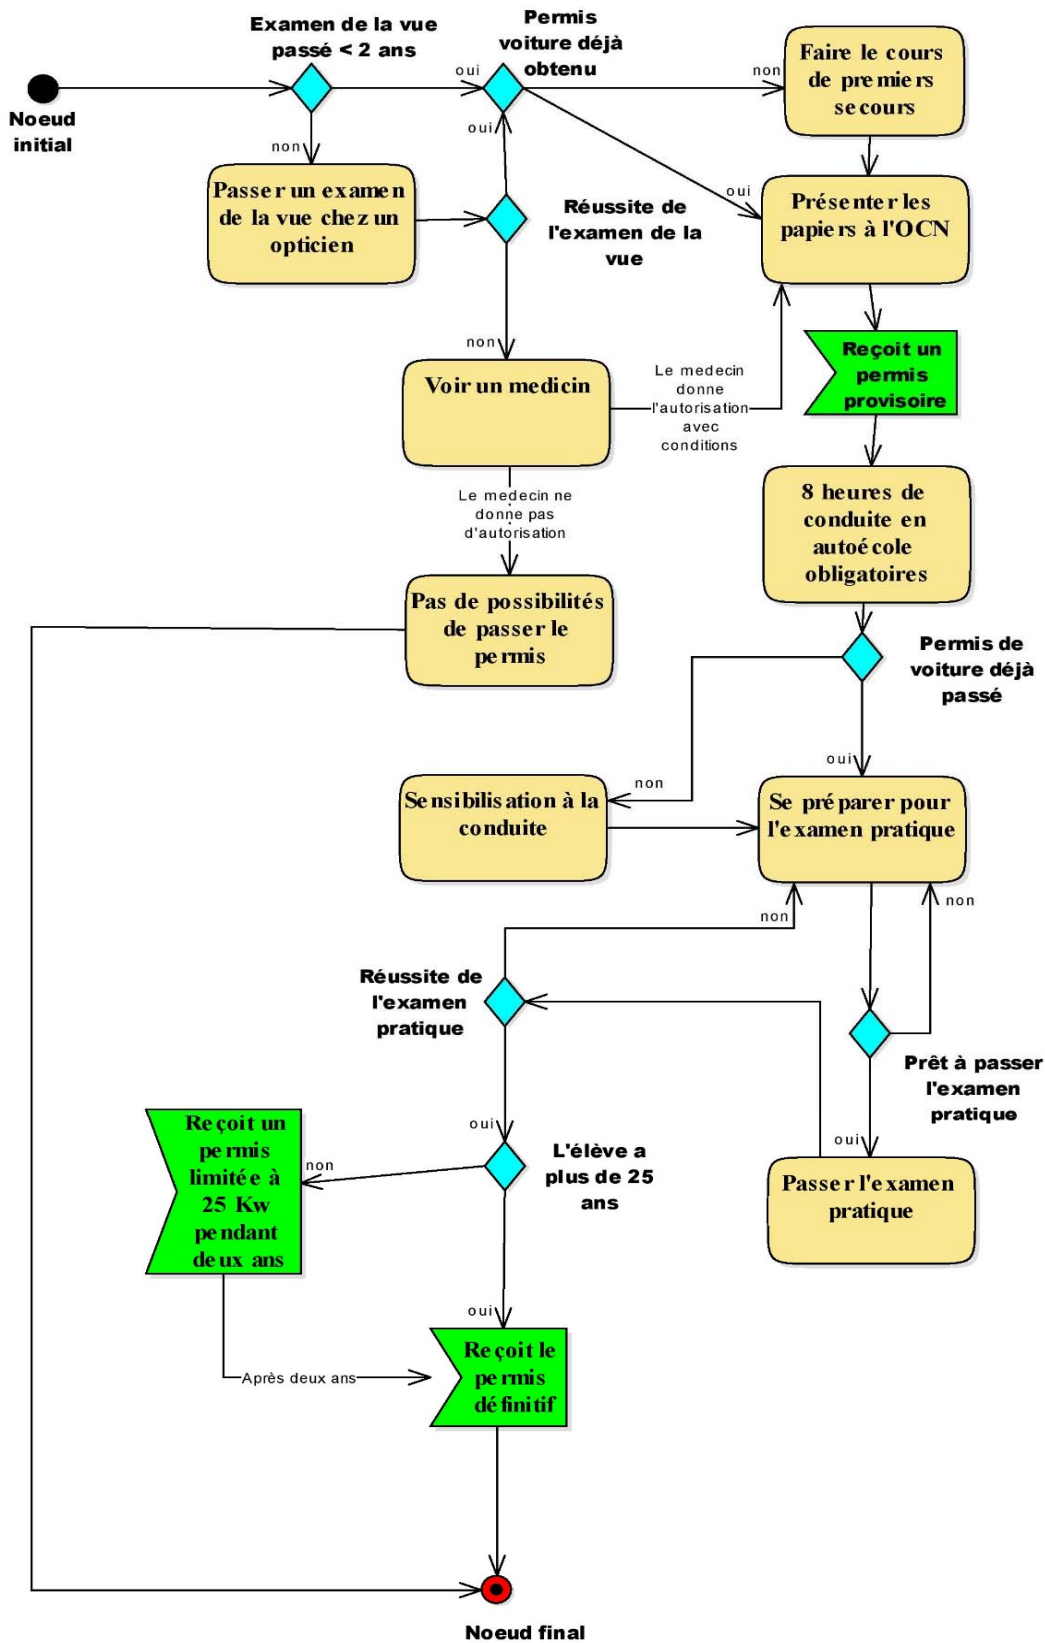 Examen de la vue
passé < 2 ans
Permis
voiture déjà
obtenu
Noeud
initial
oui
non
Faire le cours
de premiers
secours
non
oui
Passer un examen
de la vue chez un
opticien
Réussite de
l'examen de la
vue
oui
Présenter les
papiers à l'OCN
non
Voir un medicin
Le medecin
donne
l'autorisation
avec
conditions
Reçoit un
permis
provisoire
Le medecin ne
donne pas
d'autorisation
8 heures de
conduite en
autoécole
obligatoires
Pas de possibilités
de passer le
permis
Permis de
voiture déjà
passé
oui
non
Sensibilisation à la
conduite
Se préparer pour
l'examen pratique
non
non
Réussite de
l'examen
pratique
Prêt à passer
l'examen
pratique
oui
oui
Reçoit un
permis
limitée à
25 Kw
pendant
deux ans
non
L'élève a
plus de 25
ans
Passer l'examen
pratique
oui
Reçoit le
permis
définitif
Après deux ans
Noeud final